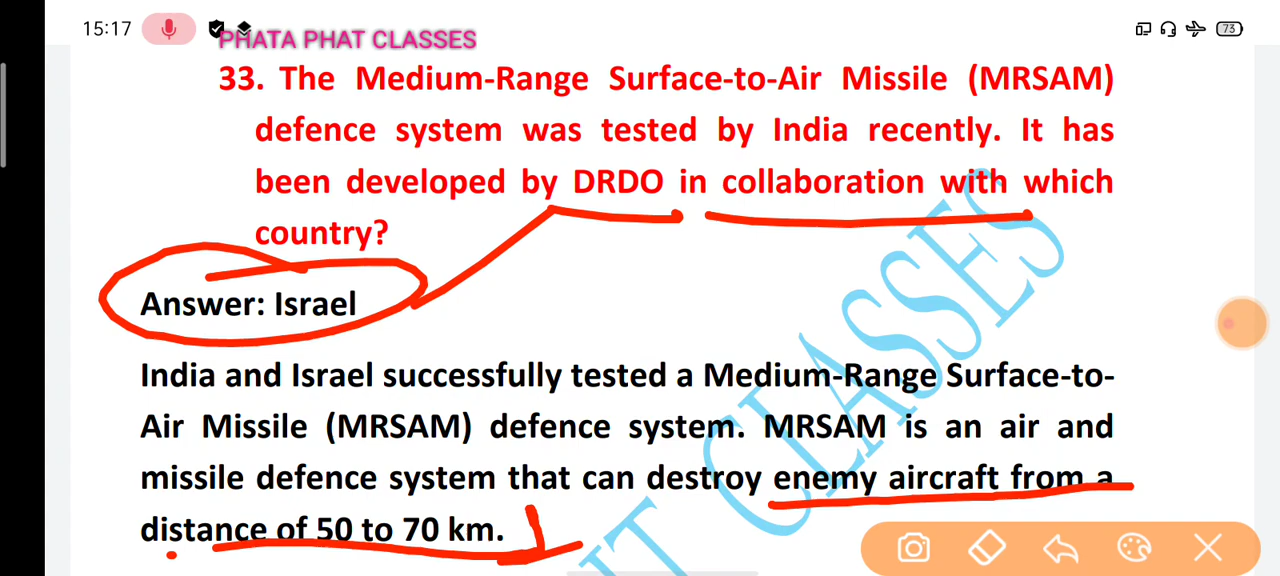 15:17
73
PHATA PHAT CLASSES
33. The Medium-Range Surface-to-Air Missile (MRSAM)
defence system was tested by India recently. It has
been developed by DRDO in collaboration with which
country?
Answer: Israel
India and Israel successfully tested a Medium-Range Surface-to-
Air Missile (MRSAM) defence system. MRSAM is an air and
missile defence system that can destroy enemy aircraft from a
distance of 50 to 70 km.
CLASSES